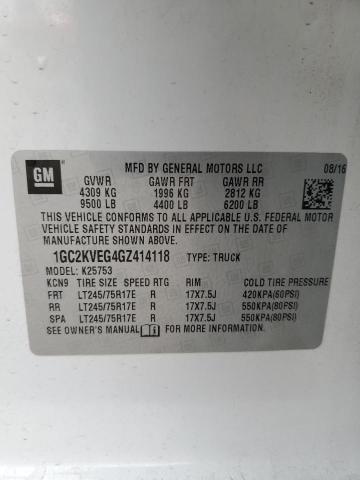 GM
MFD BY GENERAL MOTORS LLC 08/16
GVWR GAWR FRT GAWR RR
4309 KG 1996 KG 2812 KG
9500 LB 4400 LB 6200 LB
THIS VEHICLE CONFORMS TO ALL APPLICABLE U.S. FEDERAL MOTOR
VEHICLE SAFETY STANDARDS IN EFFECT ON THE DATE OF
MANUFACTURE SHOWN ABOVE.
1GC2KVEG4GZ414118 TYPE: TRUCK
MODEL: K25753
KCN9 TIRE SIZE SPEED RTG RIM COLD TIRE PRESSURE
FRT LT245/75R17E R 17X7.5J 420KPA(60PSI)
RR LT245/75R17E R 17X7.5J 550KPA(80PSI)
SPA LT245/75R17E R 17X7.5J 550KPA(80PSI)
SEE OWNER'S MANUAL FOR MORE INFORMATION.